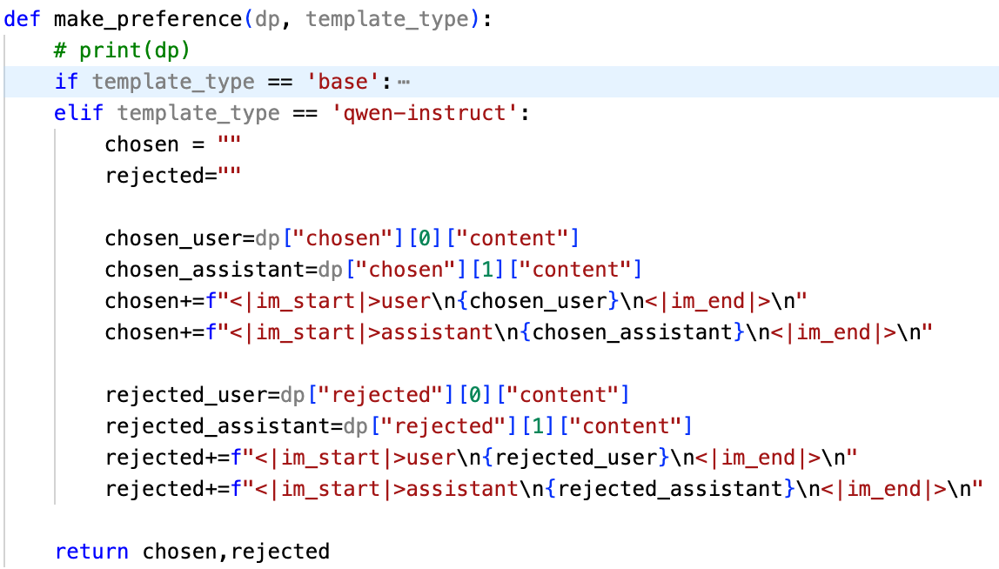 def make_preference(dp, template_type):
    # print(dp)
    if template_type == 'base':⋯
    elif template_type == 'qwen-instruct':
        chosen = ""
        rejected=""

        chosen_user=dp["chosen"][0]["content"]
        chosen_assistant=dp["chosen"][1]["content"]
        chosen+=f"<|im_start|>user\n{chosen_user}\n<|im_end|>\n"
        chosen+=f"<|im_start|>assistant\n{chosen_assistant}\n<|im_end|>\n"

        rejected_user=dp["rejected"][0]["content"]
        rejected_assistant=dp["rejected"][1]["content"]
        rejected+=f"<|im_start|>user\n{rejected_user}\n<|im_end|>\n"
        rejected+=f"<|im_start|>assistant\n{rejected_assistant}\n<|im_end|>\n"

    return chosen,rejected